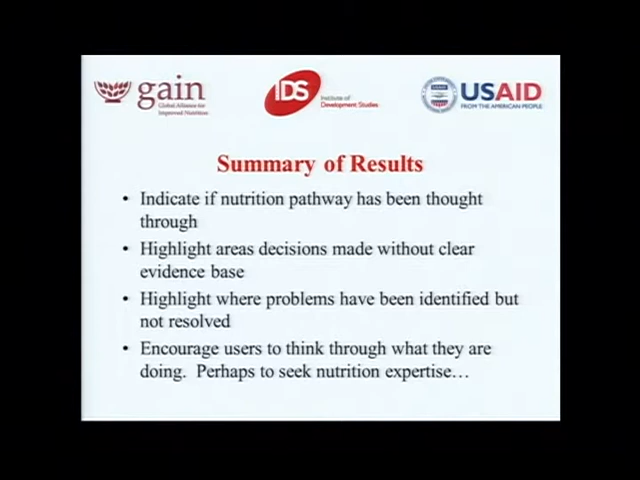 gain
Global Alliance for
Improved Nutrition
IDS
Institute of
Development Studies
USAID
FROM THE AMERICAN PEOPLE
Summary of Results
• Indicate if nutrition pathway has been thought
through
• Highlight areas decisions made without clear
evidence base
• Highlight where problems have been identified but
not resolved
• Encourage users to think through what they are
doing.  Perhaps to seek nutrition expertise…